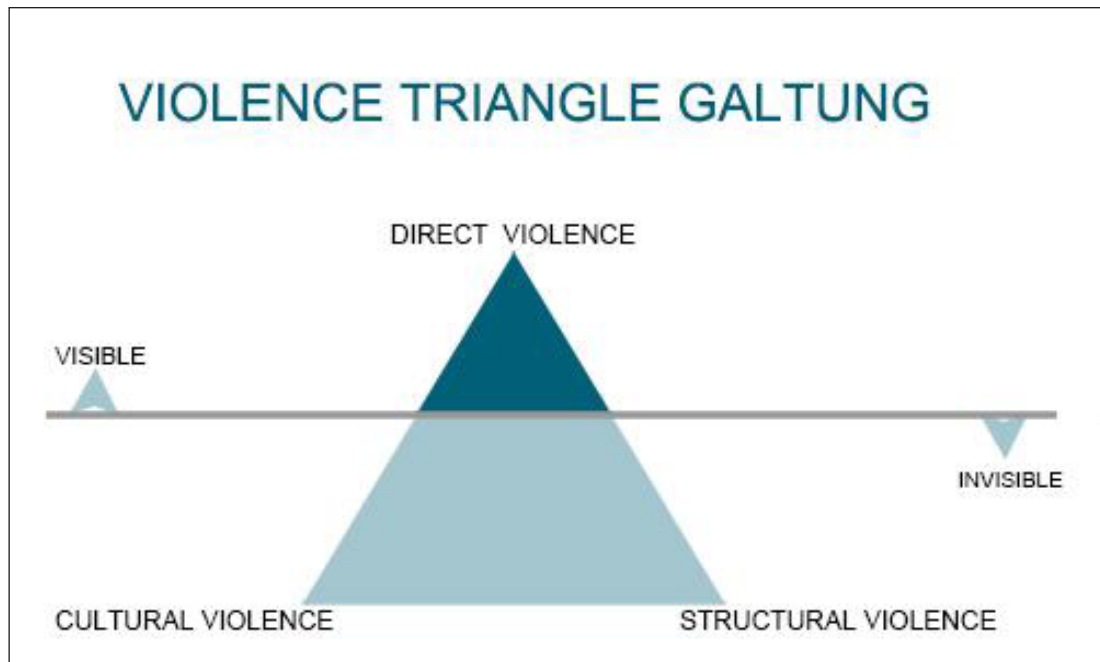 VIOLENCE TRIANGLE GALTUNG
DIRECT VIOLENCE
VISIBLE
INVISIBLE
CULTURAL VIOLENCE
STRUCTURAL VIOLENCE